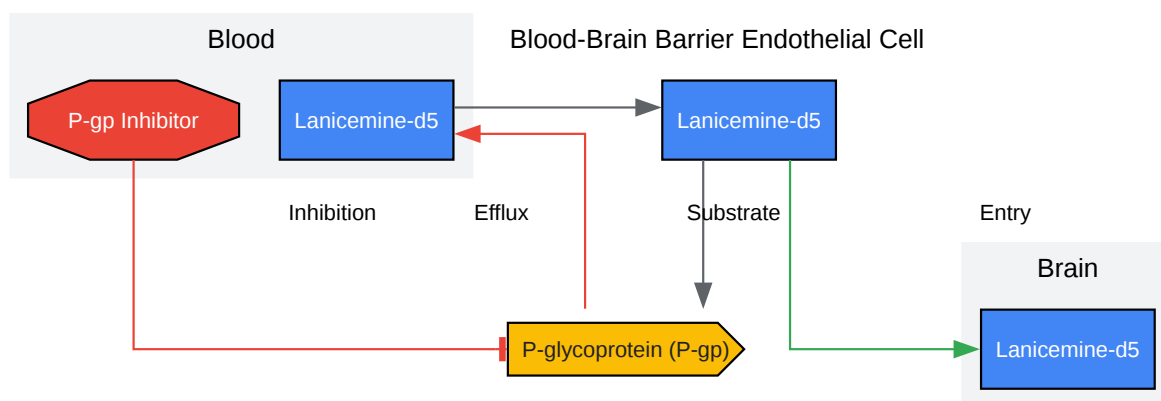 Blood
Blood-Brain Barrier Endothelial Cell
P-gp Inhibitor
Lanicemine-d5
Lanicemine-d5
Inhibition
Efflux
Substrate
Entry
Brain
P-glycoprotein (P-gp)
Lanicemine-d5